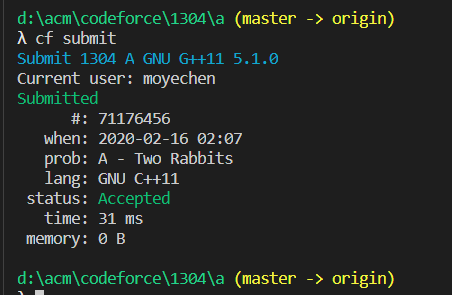 d:\acm\codeforce\1304\a (master -> origin)
λ cf submit
Submit 1304 A GNU G++11 5.1.0
Current user: moyechen
Submitted
#: 71176456
when: 2020-02-16 02:07
prob: A - Two Rabbits
lang: GNU C++11
status: Accepted
time: 31 ms
memory: 0 B
d:\acm\codeforce\1304\a (master -> origin)
λ